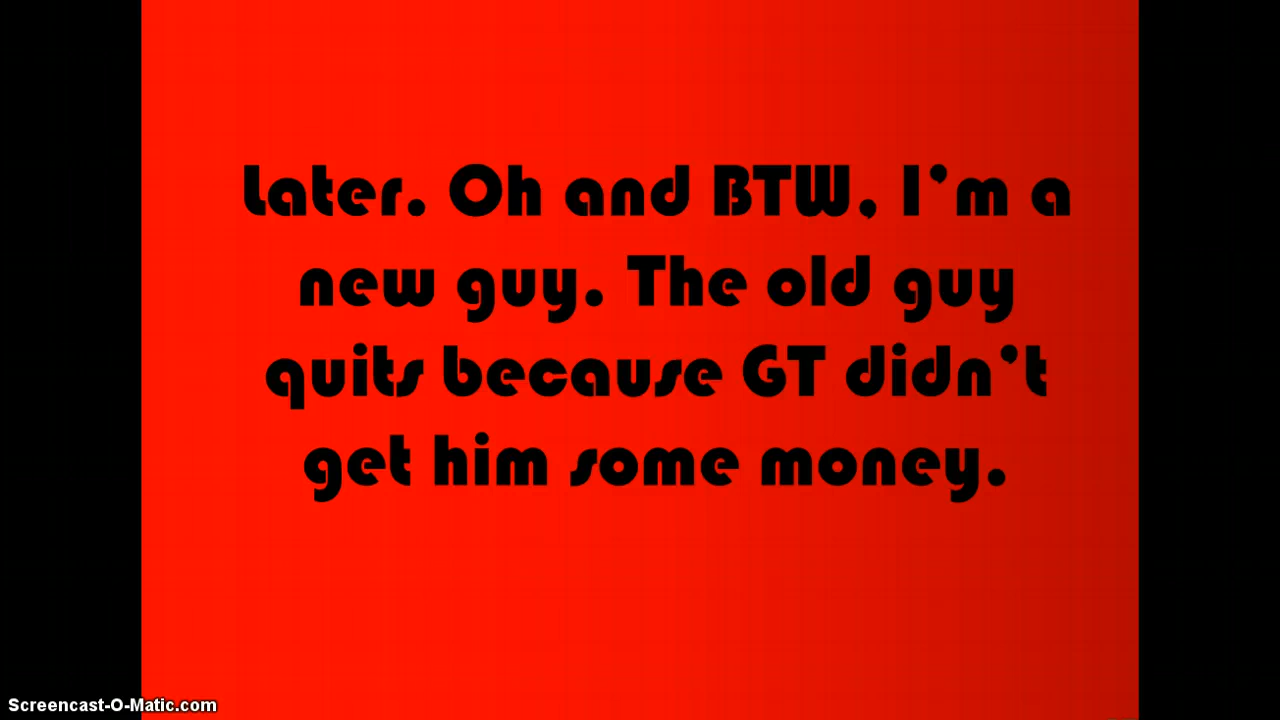 Later. Oh and BTW, I'm a
new guy. The old guy
quits because GT didn't
get him some money.
Screencast-O-Matic.com